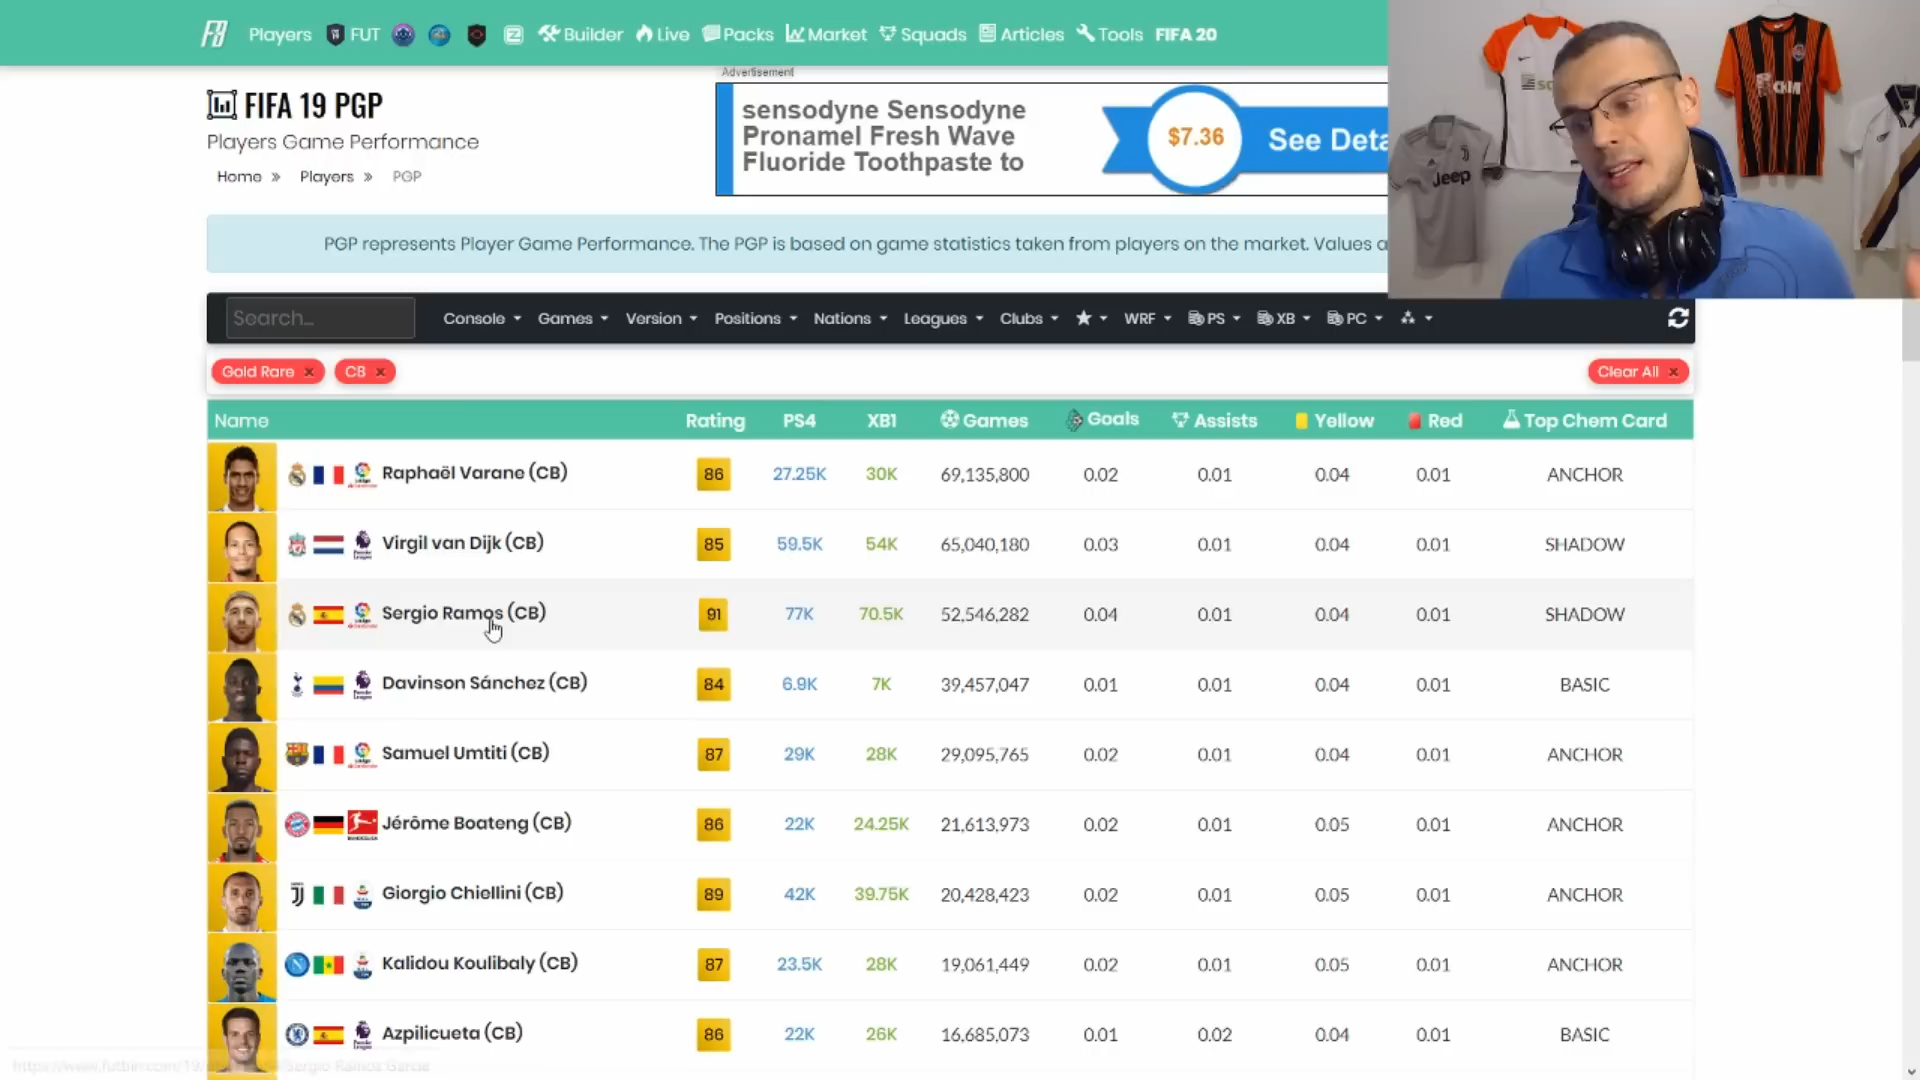 Players FUT Builder Live Packs Market Squads Articles Tools FIFA 20
Advertisement
FIFA 19 PGP
Players Game Performance
Home » Players » PGP
sensodyne Sensodyne
Pronamel Fresh Wave
Fluoride Toothpaste to
$7.36
See Deta
Jeep
PGP represents Player Game Performance. The PGP is based on game statistics taken from players on the market. Values a
Search... Console Games Version Positions Nations Leagues Clubs WRF PS XB PC
Gold Rare × CB × Clear All ×
Name Rating PS4 XB1 Games Goals Assists Yellow Red Top Chem Card
Raphaël Varane (CB) 86 27.25K 30K 69,135,800 0.02 0.01 0.04 0.01 ANCHOR
Virgil van Dijk (CB) 85 59.5K 54K 65,040,180 0.03 0.01 0.04 0.01 SHADOW
Sergio Ramos (CB) 91 77K 70.5K 52,546,282 0.04 0.01 0.04 0.01 SHADOW
Davinson Sánchez (CB) 84 6.9K 7K 39,457,047 0.01 0.01 0.04 0.01 BASIC
Samuel Umtiti (CB) 87 29K 28K 29,095,765 0.02 0.01 0.04 0.01 ANCHOR
Jérôme Boateng (CB) 86 22K 24.25K 21,613,973 0.02 0.01 0.05 0.01 ANCHOR
Giorgio Chiellini (CB) 89 42K 39.75K 20,428,423 0.02 0.01 0.05 0.01 ANCHOR
Kalidou Koulibaly (CB) 87 23.5K 28K 19,061,449 0.02 0.01 0.05 0.01 ANCHOR
Azpilicueta (CB) 86 22K 26K 16,685,073 0.01 0.02 0.04 0.01 BASIC